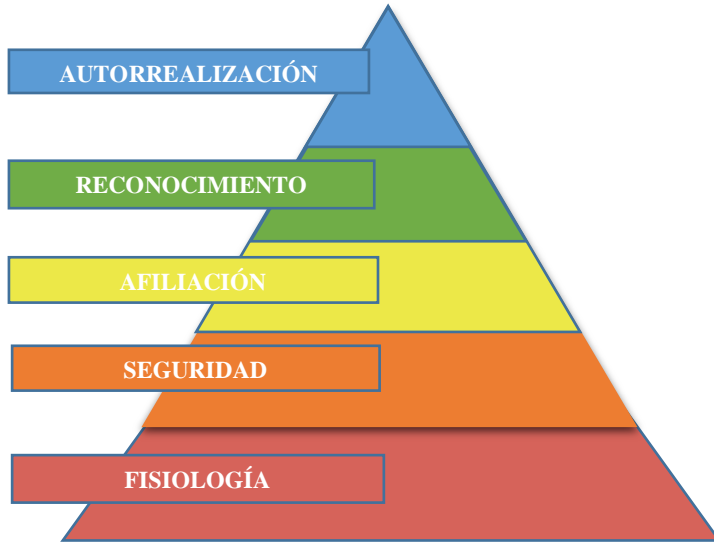 AUTORREALIZACIÓN
RECONOCIMIENTO
AFILIACIÓN
SEGURIDAD
FISIOLOGÍA